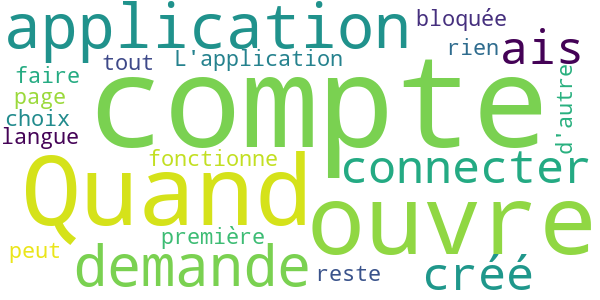 application
bloquée
rien
ais
tout
L'application
faire
compte
d'autre
page
choix
langue
Quand
fonctionne
connecter
ouvre
première
peut
demande
reste
créé